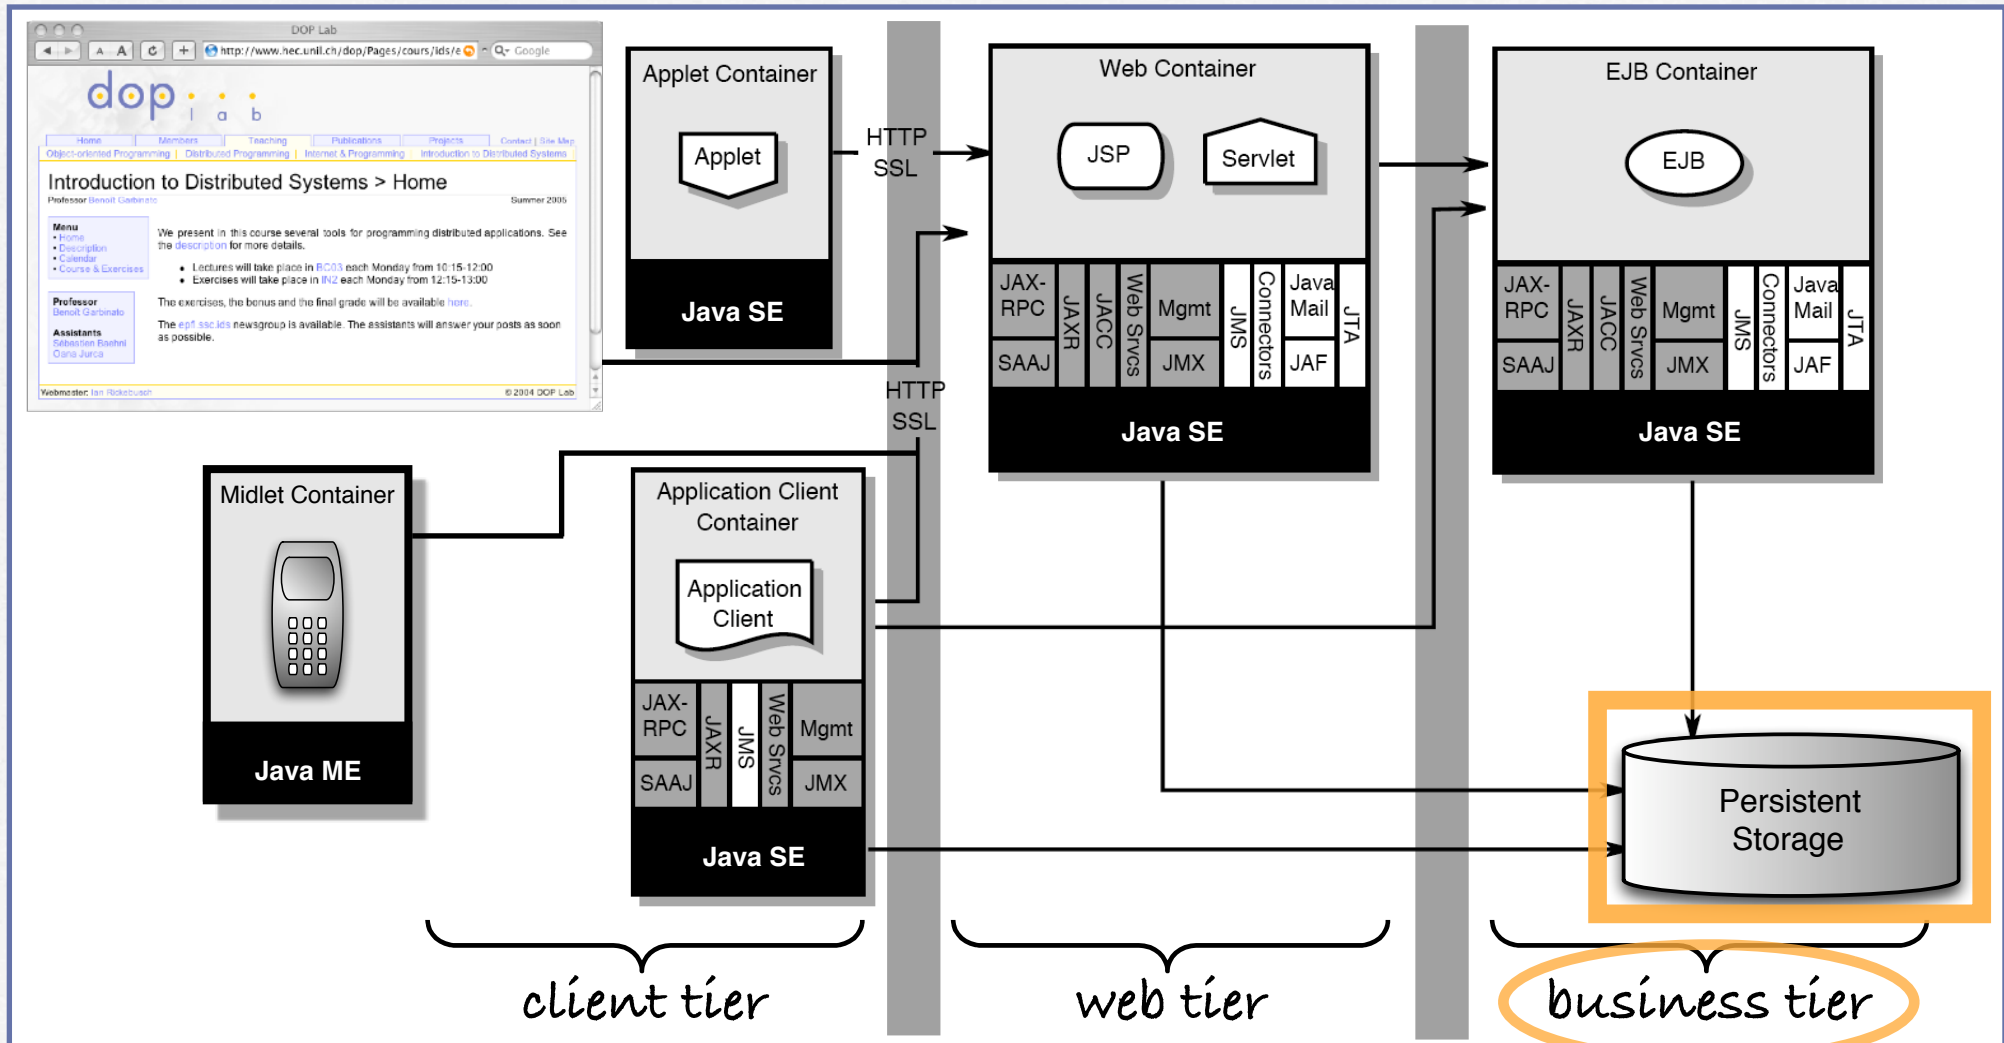 DOP Lab
A A
http://www.hec.unil.ch/dop/Pages/cours/ids/e
Google
dop
l a b
Home Members Teaching Publications Projects Contact | Site Map
Object-oriented Programming | Distributed Programming | Internet & Programming | Introduction to Distributed Systems
Introduction to Distributed Systems > Home
Professor Benoît Garbinato Summer 2005
Menu
• Home
• Description
• Calendar
• Course & Exercises
Professor
Benoît Garbinato
Assistants
Sébastien Baehni
Oana Jurca
We present in this course several tools for programming distributed applications. See
the description for more details.
• Lectures will take place in BC03 each Monday from 10:15-12:00
• Exercises will take place in IN2 each Monday from 12:15-13:00
The exercises, the bonus and the final grade will be available here.
The epfl.ssc.ids newsgroup is available. The assistants will answer your posts as soon
as possible.
Webmaster: Ian Rickebusch © 2004 DOP Lab
Applet Container
Applet
Java SE
HTTP
SSL
Web Container
JSP
Servlet
JAX-
RPC
SAAJ
JAXR
JACC
Web Srvcs
Mgmt
JMX
JMS
Connectors
Java
Mail
JAF
JTA
Java SE
EJB Container
EJB
JAX-
RPC
SAAJ
JAXR
JACC
Web Srvcs
Mgmt
JMX
JMS
Connectors
Java
Mail
JAF
JTA
Java SE
HTTP
SSL
Midlet Container
Java ME
Application Client
Container
Application
Client
JAX-
RPC
SAAJ
JAXR
JMS
Web Srvcs
Mgmt
JMX
Java SE
Persistent
Storage
client tier
web tier
business tier